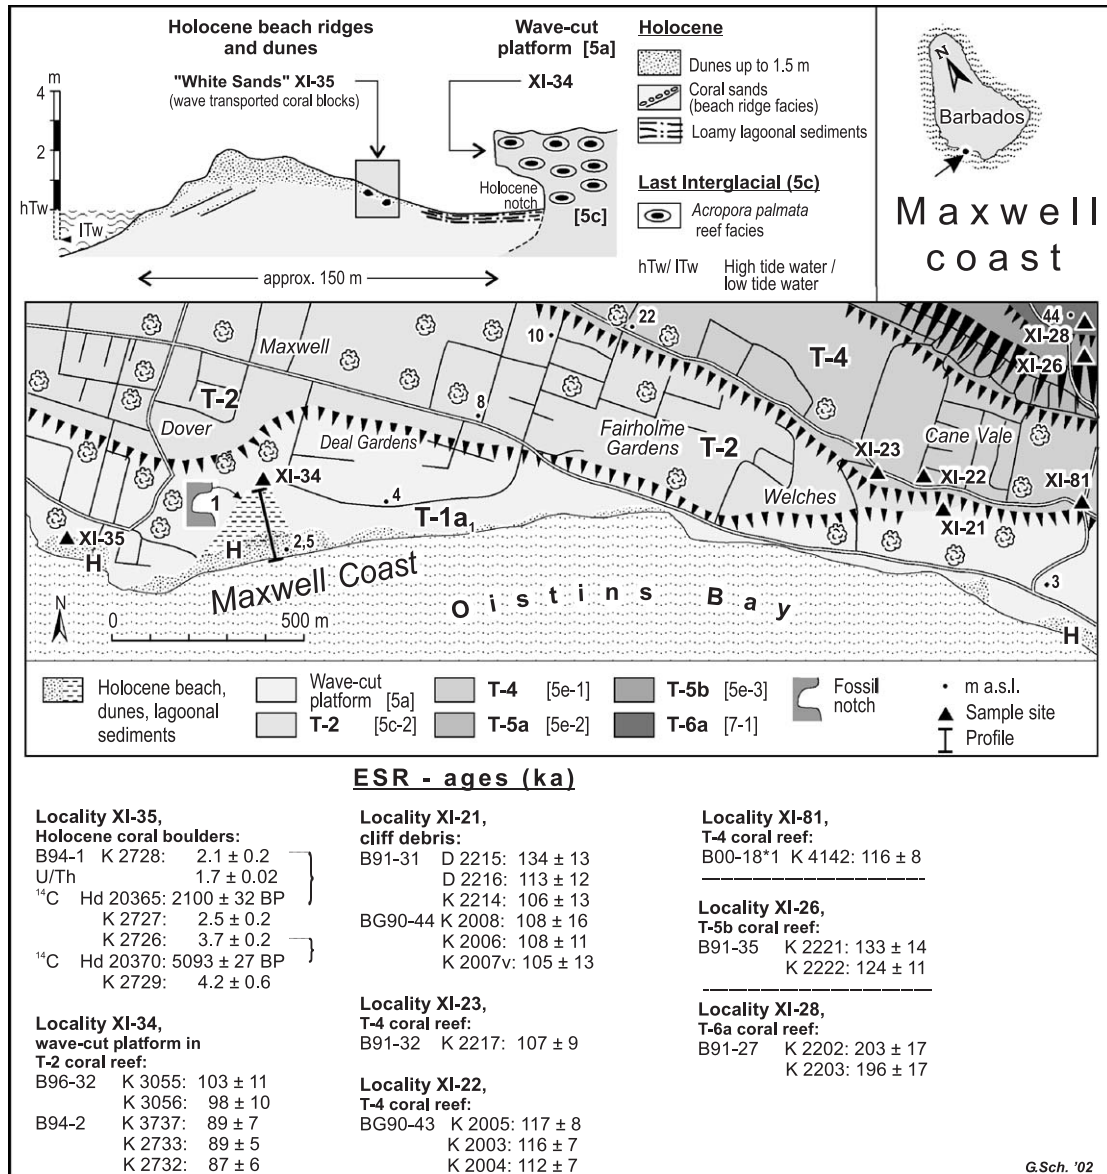 Holocene beach ridges
and dunes
"White Sands" XI-35
(wave transported coral blocks)
Wave-cut
platform [5a]
XI-34
m
4
2
hTw
lTw
Holocene
notch
[5c]
approx. 150 m
Holocene
Dunes up to 1.5 m
Coral sands
(beach ridge facies)
Loamy lagoonal sediments
Last Interglacial (5c)
Acropora palmata
reef facies
hTw/ lTw High tide water /
low tide water
N
Barbados
Maxwell
coast
Maxwell
T-2
Dover
Deal Gardens
8
10
22
T-4
44
XI-28
XI-26
Fairholme
Gardens
T-2
XI-23
Cane Vale
XI-22
XI-81
Welches
XI-21
XI-34
1
4
T-1a1
XI-35
H
H
2,5
3
H
Maxwell Coast
Oistins Bay
N
0 500 m
Holocene beach,
dunes, lagoonal
sediments
Wave-cut
platform [5a]
T-2 [5c-2]
T-4 [5e-1]
T-5a [5e-2]
T-5b [5e-3]
T-6a [7-1]
Fossil
notch
m a.s.l.
Sample site
Profile
ESR - ages (ka)
Locality XI-35,
Holocene coral boulders:
B94-1 K 2728: 2.1 ± 0.2
U/Th 1.7 ± 0.02
14C Hd 20365: 2100 ± 32 BP
K 2727: 2.5 ± 0.2
K 2726: 3.7 ± 0.2
14C Hd 20370: 5093 ± 27 BP
K 2729: 4.2 ± 0.6
Locality XI-34,
wave-cut platform in
T-2 coral reef:
B96-32 K 3055: 103 ± 11
K 3056: 98 ± 10
B94-2 K 3737: 89 ± 7
K 2733: 89 ± 5
K 2732: 87 ± 6
Locality XI-21,
cliff debris:
B91-31 D 2215: 134 ± 13
D 2216: 113 ± 12
K 2214: 106 ± 13
BG90-44 K 2008: 108 ± 16
K 2006: 108 ± 11
K 2007v: 105 ± 13
Locality XI-23,
T-4 coral reef:
B91-32 K 2217: 107 ± 9
Locality XI-22,
T-4 coral reef:
BG90-43 K 2005: 117 ± 8
K 2003: 116 ± 7
K 2004: 112 ± 7
Locality XI-81,
T-4 coral reef:
B00-18*1 K 4142: 116 ± 8
Locality XI-26,
T-5b coral reef:
B91-35 K 2221: 133 ± 14
K 2222: 124 ± 11
Locality XI-28,
T-6a coral reef:
B91-27 K 2202: 203 ± 17
K 2203: 196 ± 17
G.Sch. '02